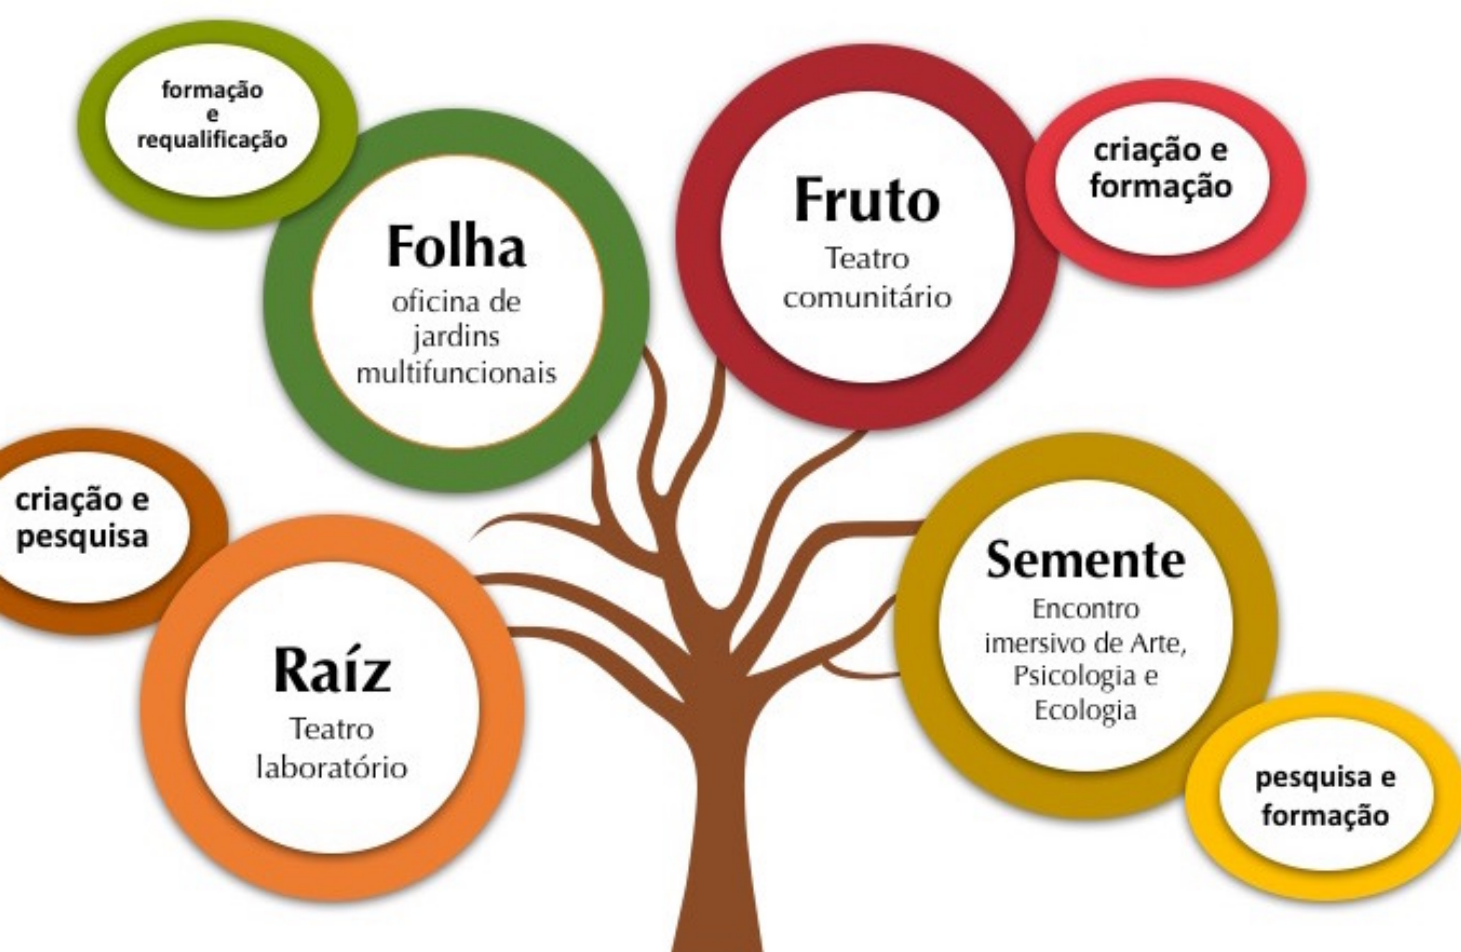 formação
e
requalificação
Folha
oficina de
jardins
multifuncionais
Fruto
Teatro
comunitário
criação e
formação
criação e
pesquisa
Raíz
Teatro
laboratório
Semente
Encontro
imersivo de Arte,
Psicologia e
Ecologia
pesquisa e
formação